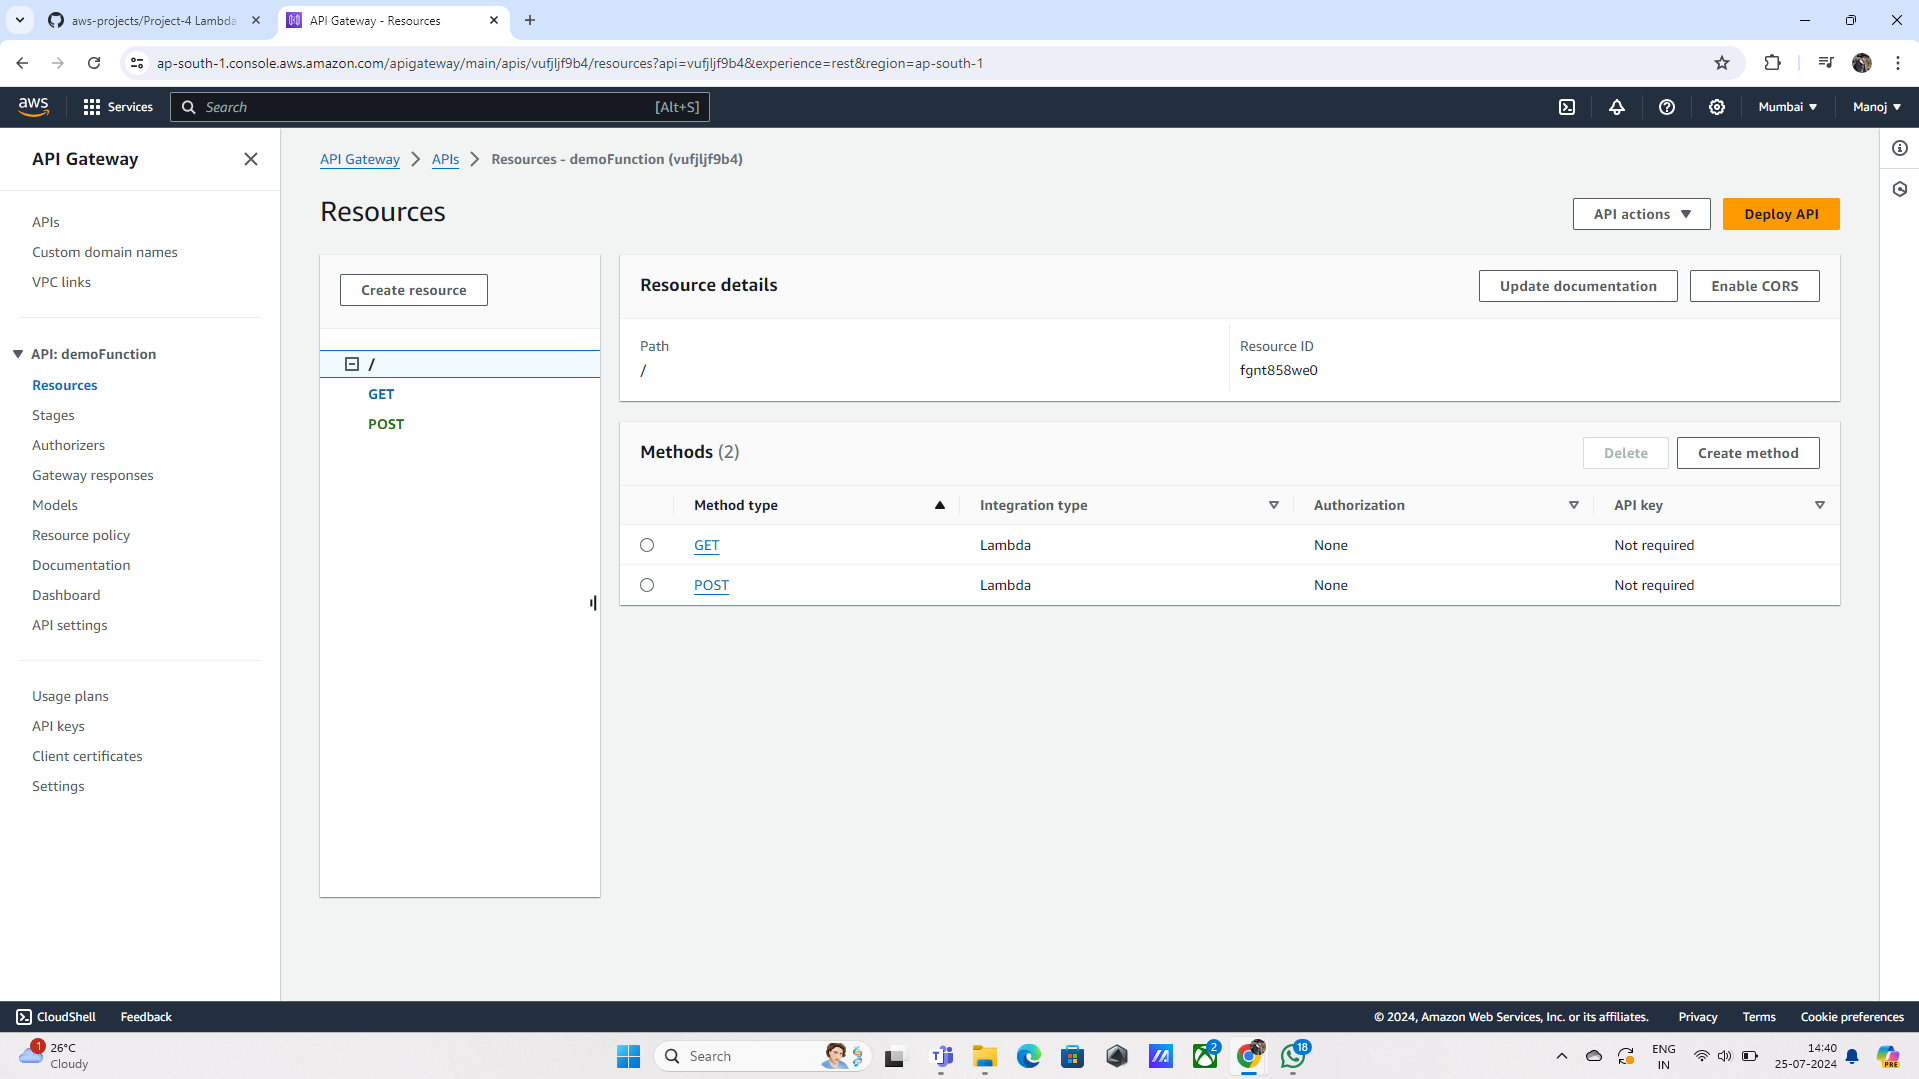 aws-projects/Project-4 Lambda
API Gateway - Resources
ap-south-1.console.aws.amazon.com/apigateway/main/apis/vufjljf9b4/resources?api=vufjljf9b4&experience=rest&region=ap-south-1
aws Services Search [Alt+S] Mumbai Manoj
API Gateway
APIs
Custom domain names
VPC links
API: demoFunction
Resources
Stages
Authorizers
Gateway responses
Models
Resource policy
Documentation
Dashboard
API settings
Usage plans
API keys
Client certificates
Settings
API Gateway APIs Resources - demoFunction (vufjljf9b4)
Resources
API actions Deploy API
Create resource
/
GET
POST
Resource details
Update documentation Enable CORS
Path
/
Resource ID
fgnt858we0
Methods (2)
Delete Create method
Method type Integration type Authorization API key
GET Lambda None Not required
POST Lambda None Not required
CloudShell Feedback
© 2024, Amazon Web Services, Inc. or its affiliates. Privacy Terms Cookie preferences
1
26°C
Cloudy
Search
2
18
ENG
IN
14:40
25-07-2024
PRE